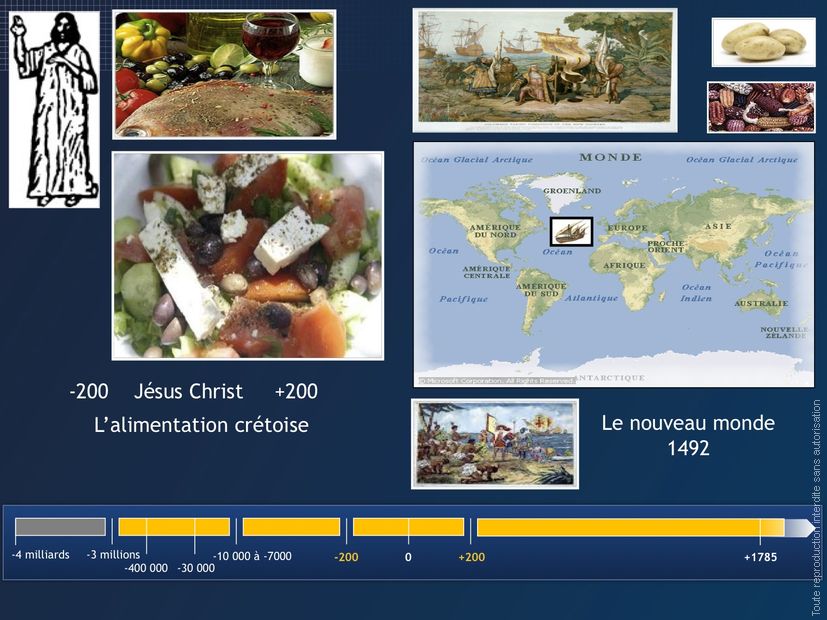 Océan Glacial Arctique
MONDE
Océan Glacial Arctique
GROENLAND
AMÉRIQUE
DU NORD
EUROPE
ASIE
PROCHE
ORIENT
Océan
Océan
Océan
Pacifique
AFRIQUE
AMÉRIQUE
CENTRALE
AMÉRIQUE
DU SUD
Océan
Indien
Pacifique
Atlantique
AUSTRALIE
NOUVELLE
ZÉLANDE
© Microsoft Corporation. All Rights Reserved.
ANTARCTIQUE
-200 Jésus Christ +200
L’alimentation crétoise
Le nouveau monde
1492
-4 milliards
-3 millions
-400 000
-30 000
-10 000 à -7000
-200
0
+200
+1785
Toute reproduction interdite sans autorisation